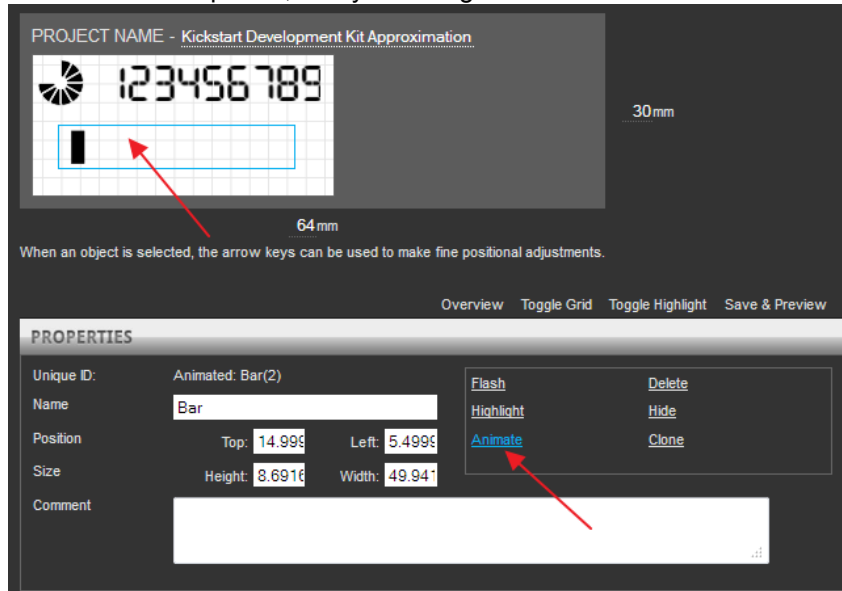 PROJECT NAME - Kickstart Development Kit Approximation
123456789
30mm
64mm
When an object is selected, the arrow keys can be used to make fine positional adjustments.
Overview Toggle Grid Toggle Highlight Save & Preview
PROPERTIES
Unique ID: Animated: Bar(2)
Flash Delete
Name Bar
Highlight Hide
Position Top: 14.999 Left: 5.4999
Animate Clone
Size Height: 8.6916 Width: 49.941
Comment